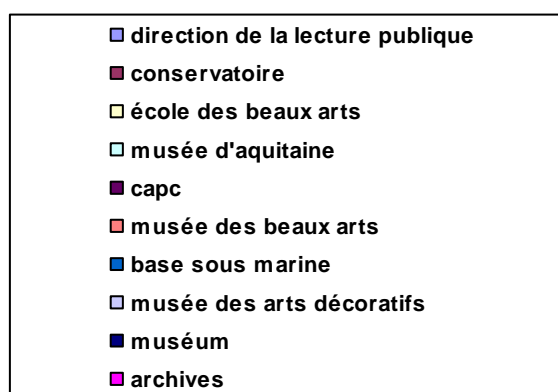 direction de la lecture publique
conservatoire
école des beaux arts
musée d'aquitaine
capc
musée des beaux arts
base sous marine
musée des arts décoratifs
muséum
archives